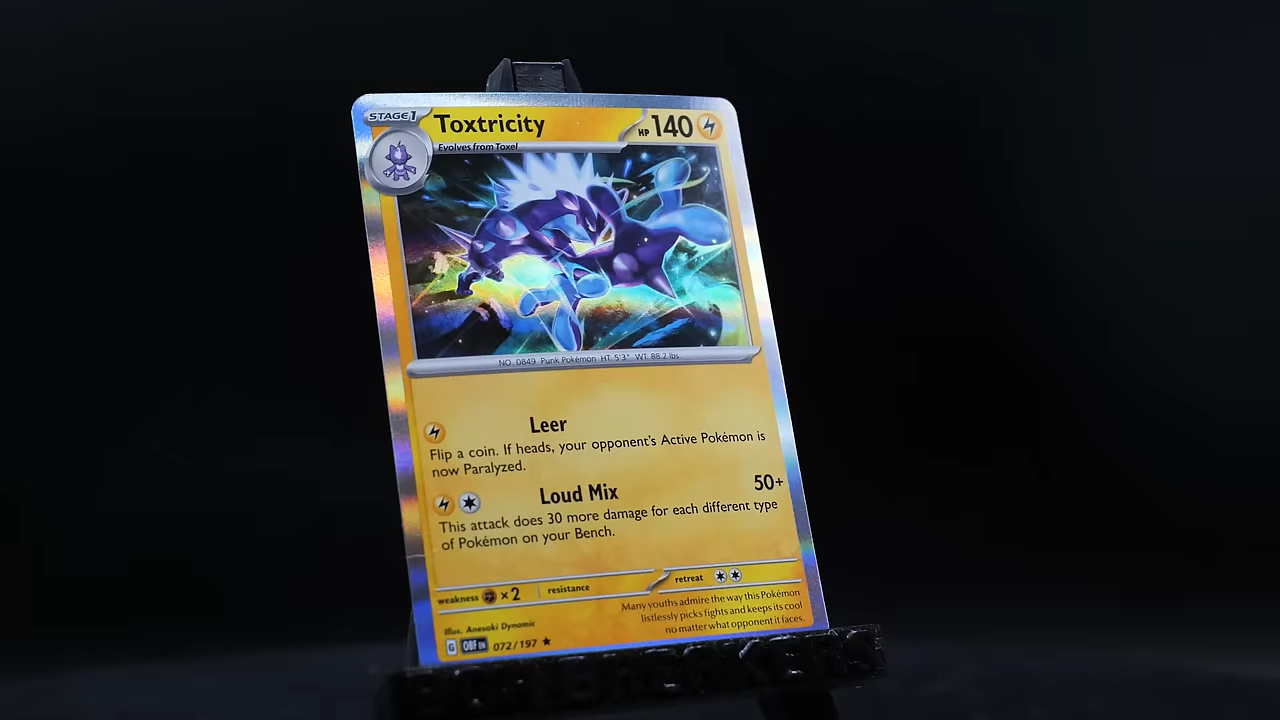 STAGE 1
Toxtricity
HP 140
Evolves from Toxel
NO. 0849 Punk Pokémon HT: 5'3" WT: 88.2 lbs.
Leer
Flip a coin. If heads, your opponent's Active Pokémon is
now Paralyzed.
Loud Mix 50+
This attack does 30 more damage for each different type
of Pokémon on your Bench.
weakness ×2 resistance retreat
Many youths admire the way this Pokémon
listlessly picks fights and keeps its cool
no matter what opponent it faces.
Illus. Anesaki Dynamic
G OBF EN 072/197